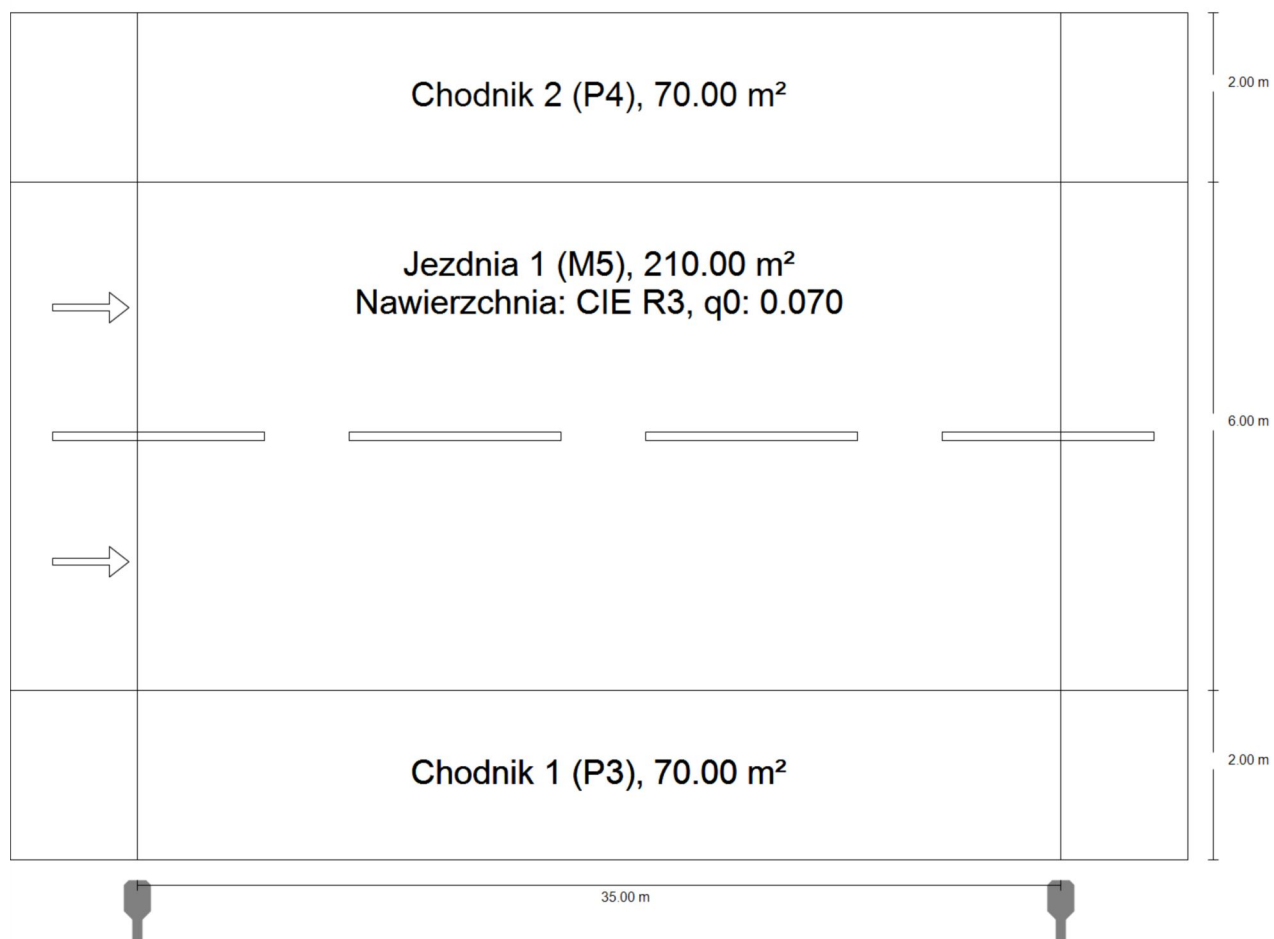 Chodnik 2 (P4), 70.00 m²
2.00 m
Jezdnia 1 (M5), 210.00 m²
Nawierzchnia: CIE R3, q0: 0.070
6.00 m
Chodnik 1 (P3), 70.00 m²
2.00 m
35.00 m